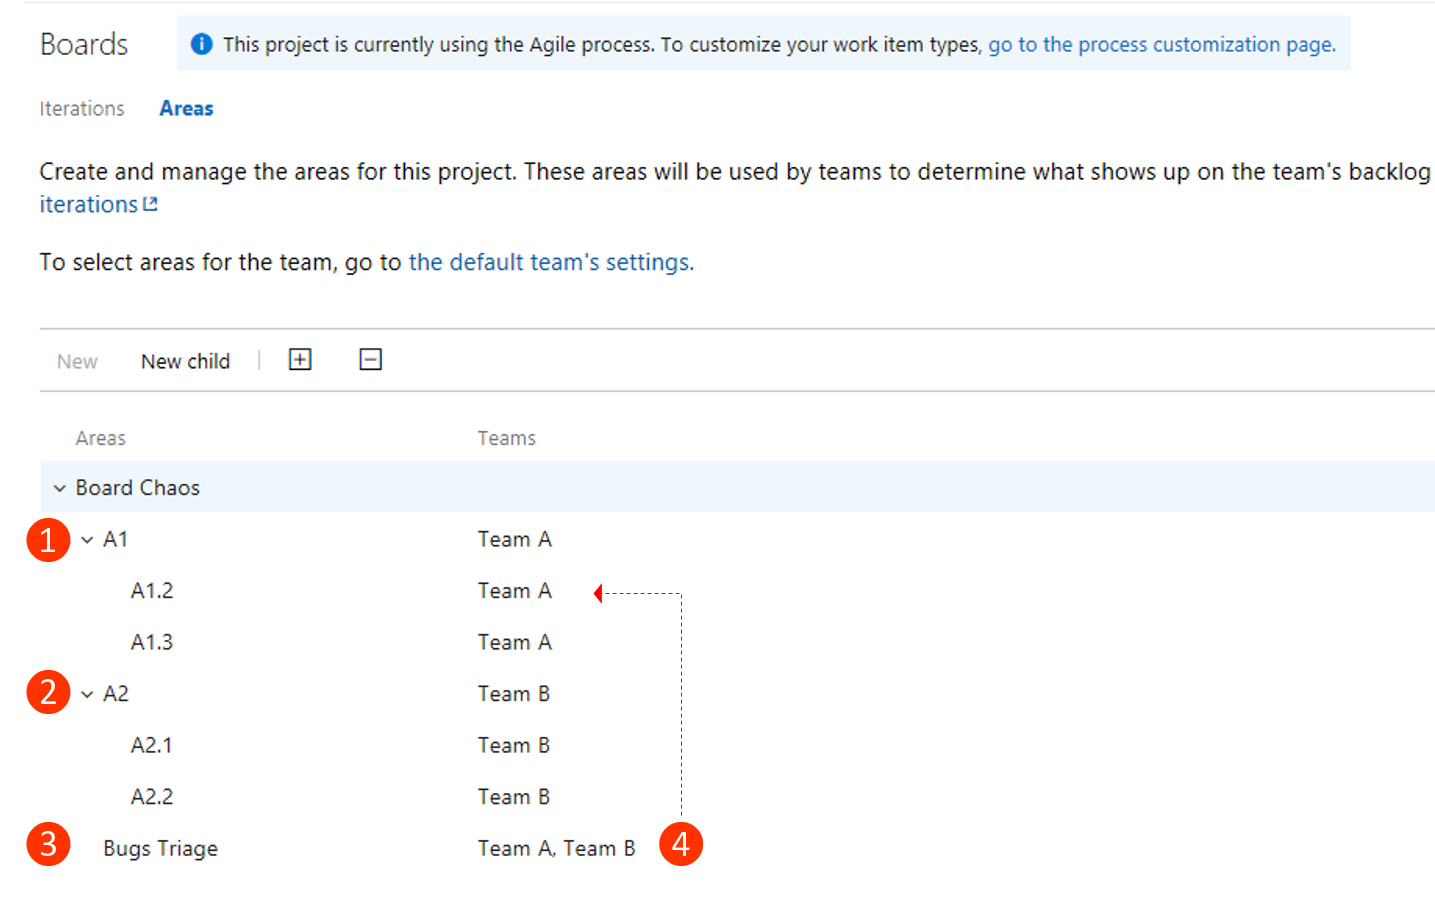 Boards
This project is currently using the Agile process. To customize your work item types, go to the process customization page.
Iterations Areas
Create and manage the areas for this project. These areas will be used by teams to determine what shows up on the team's backlog
iterations
To select areas for the team, go to the default team's settings.
New New child
Areas Teams
Board Chaos
1 A1 Team A
A1.2 Team A
A1.3 Team A
2 A2 Team B
A2.1 Team B
A2.2 Team B
3 Bugs Triage Team A, Team B 4